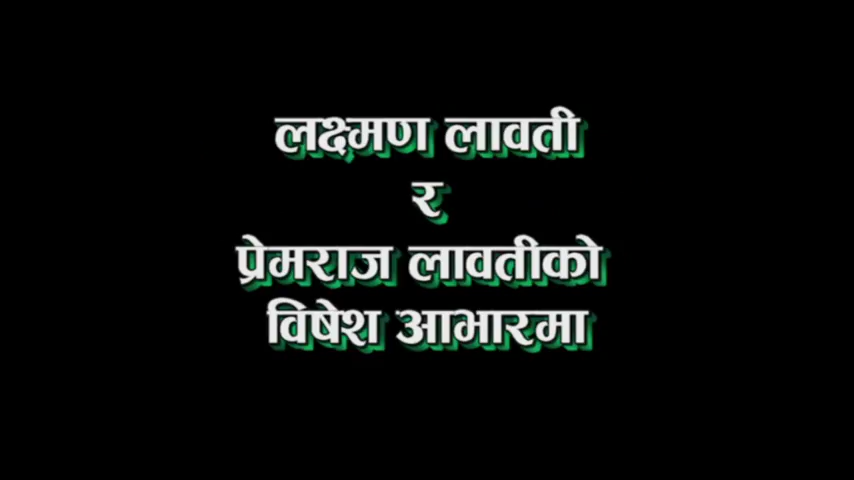 लक्ष्मण लावती
र
प्रेमराज लावतीको
विषेश आभारमा